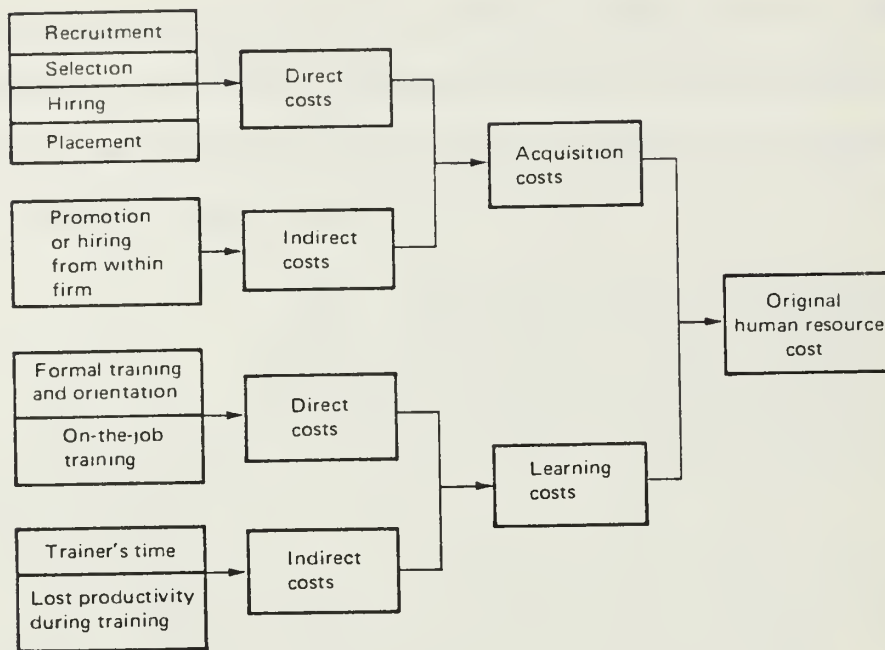 Recruitment
Selection
Hiring
Placement
Direct
costs
Promotion
or hiring
from within
firm
Indirect
costs
Acquisition
costs
Formal training
and orientation
On-the-job
training
Direct
costs
Trainer's time
Lost productivity
during training
Indirect
costs
Learning
costs
Original
human resource
cost